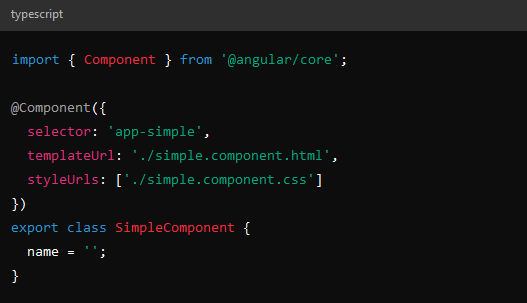 typescript
import { Component } from '@angular/core';
@Component({
  selector: 'app-simple',
  templateUrl: './simple.component.html',
  styleUrls: ['./simple.component.css']
})
export class SimpleComponent {
  name = '';
}